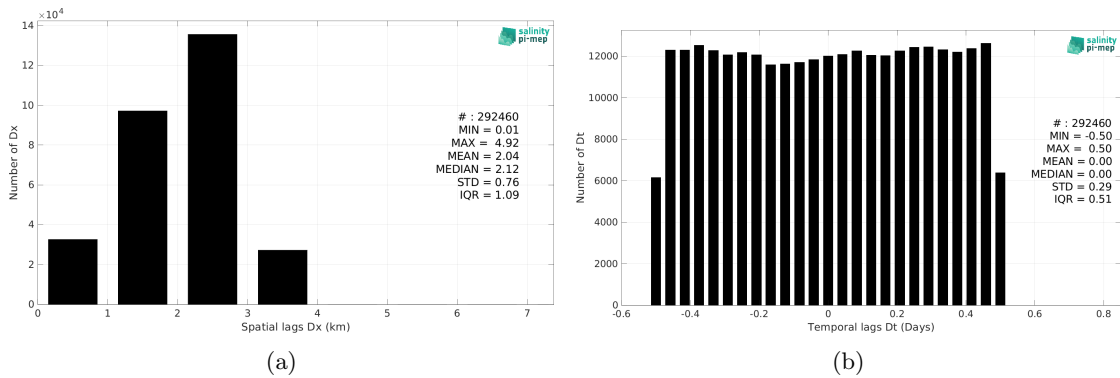 ×10⁴
14
12
10
8
6
4
2
0
Number of Dx
0 1 2 3 4 5 6 7
Spatial lags Dx (km)
salinity
pi-mep
# : 292460
MIN = 0.01
MAX = 4.92
MEAN = 2.04
MEDIAN = 2.12
STD = 0.76
IQR = 1.09
(a)
12000
10000
8000
6000
4000
2000
0
Number of Dt
-0.6 -0.4 -0.2 0 0.2 0.4 0.6 0.8
Temporal lags Dt (Days)
salinity
pi-mep
# : 292460
MIN = -0.50
MAX = 0.50
MEAN = 0.00
MEDIAN = 0.00
STD = 0.29
IQR = 0.51
(b)